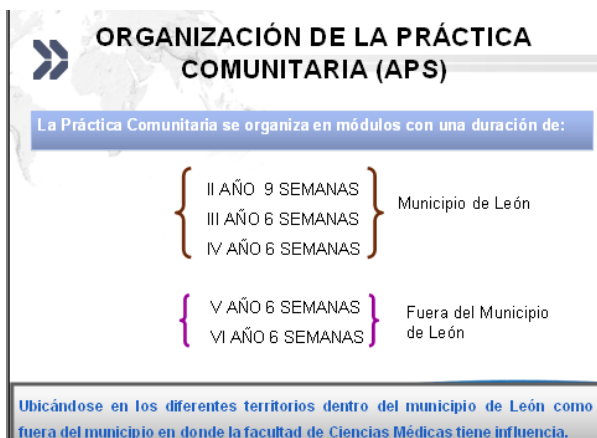 ORGANIZACIÓN DE LA PRÁCTICA
COMUNITARIA (APS)
La Práctica Comunitaria se organiza en módulos con una duración de:
II AÑO 9 SEMANAS
III AÑO 6 SEMANAS
IV AÑO 6 SEMANAS
Municipio de León
V AÑO 6 SEMANAS
VI AÑO 6 SEMANAS
Fuera del Municipio
de León
Ubicándose en los diferentes territorios dentro del municipio de León como
fuera del municipio en donde la facultad de Ciencias Médicas tiene influencia.